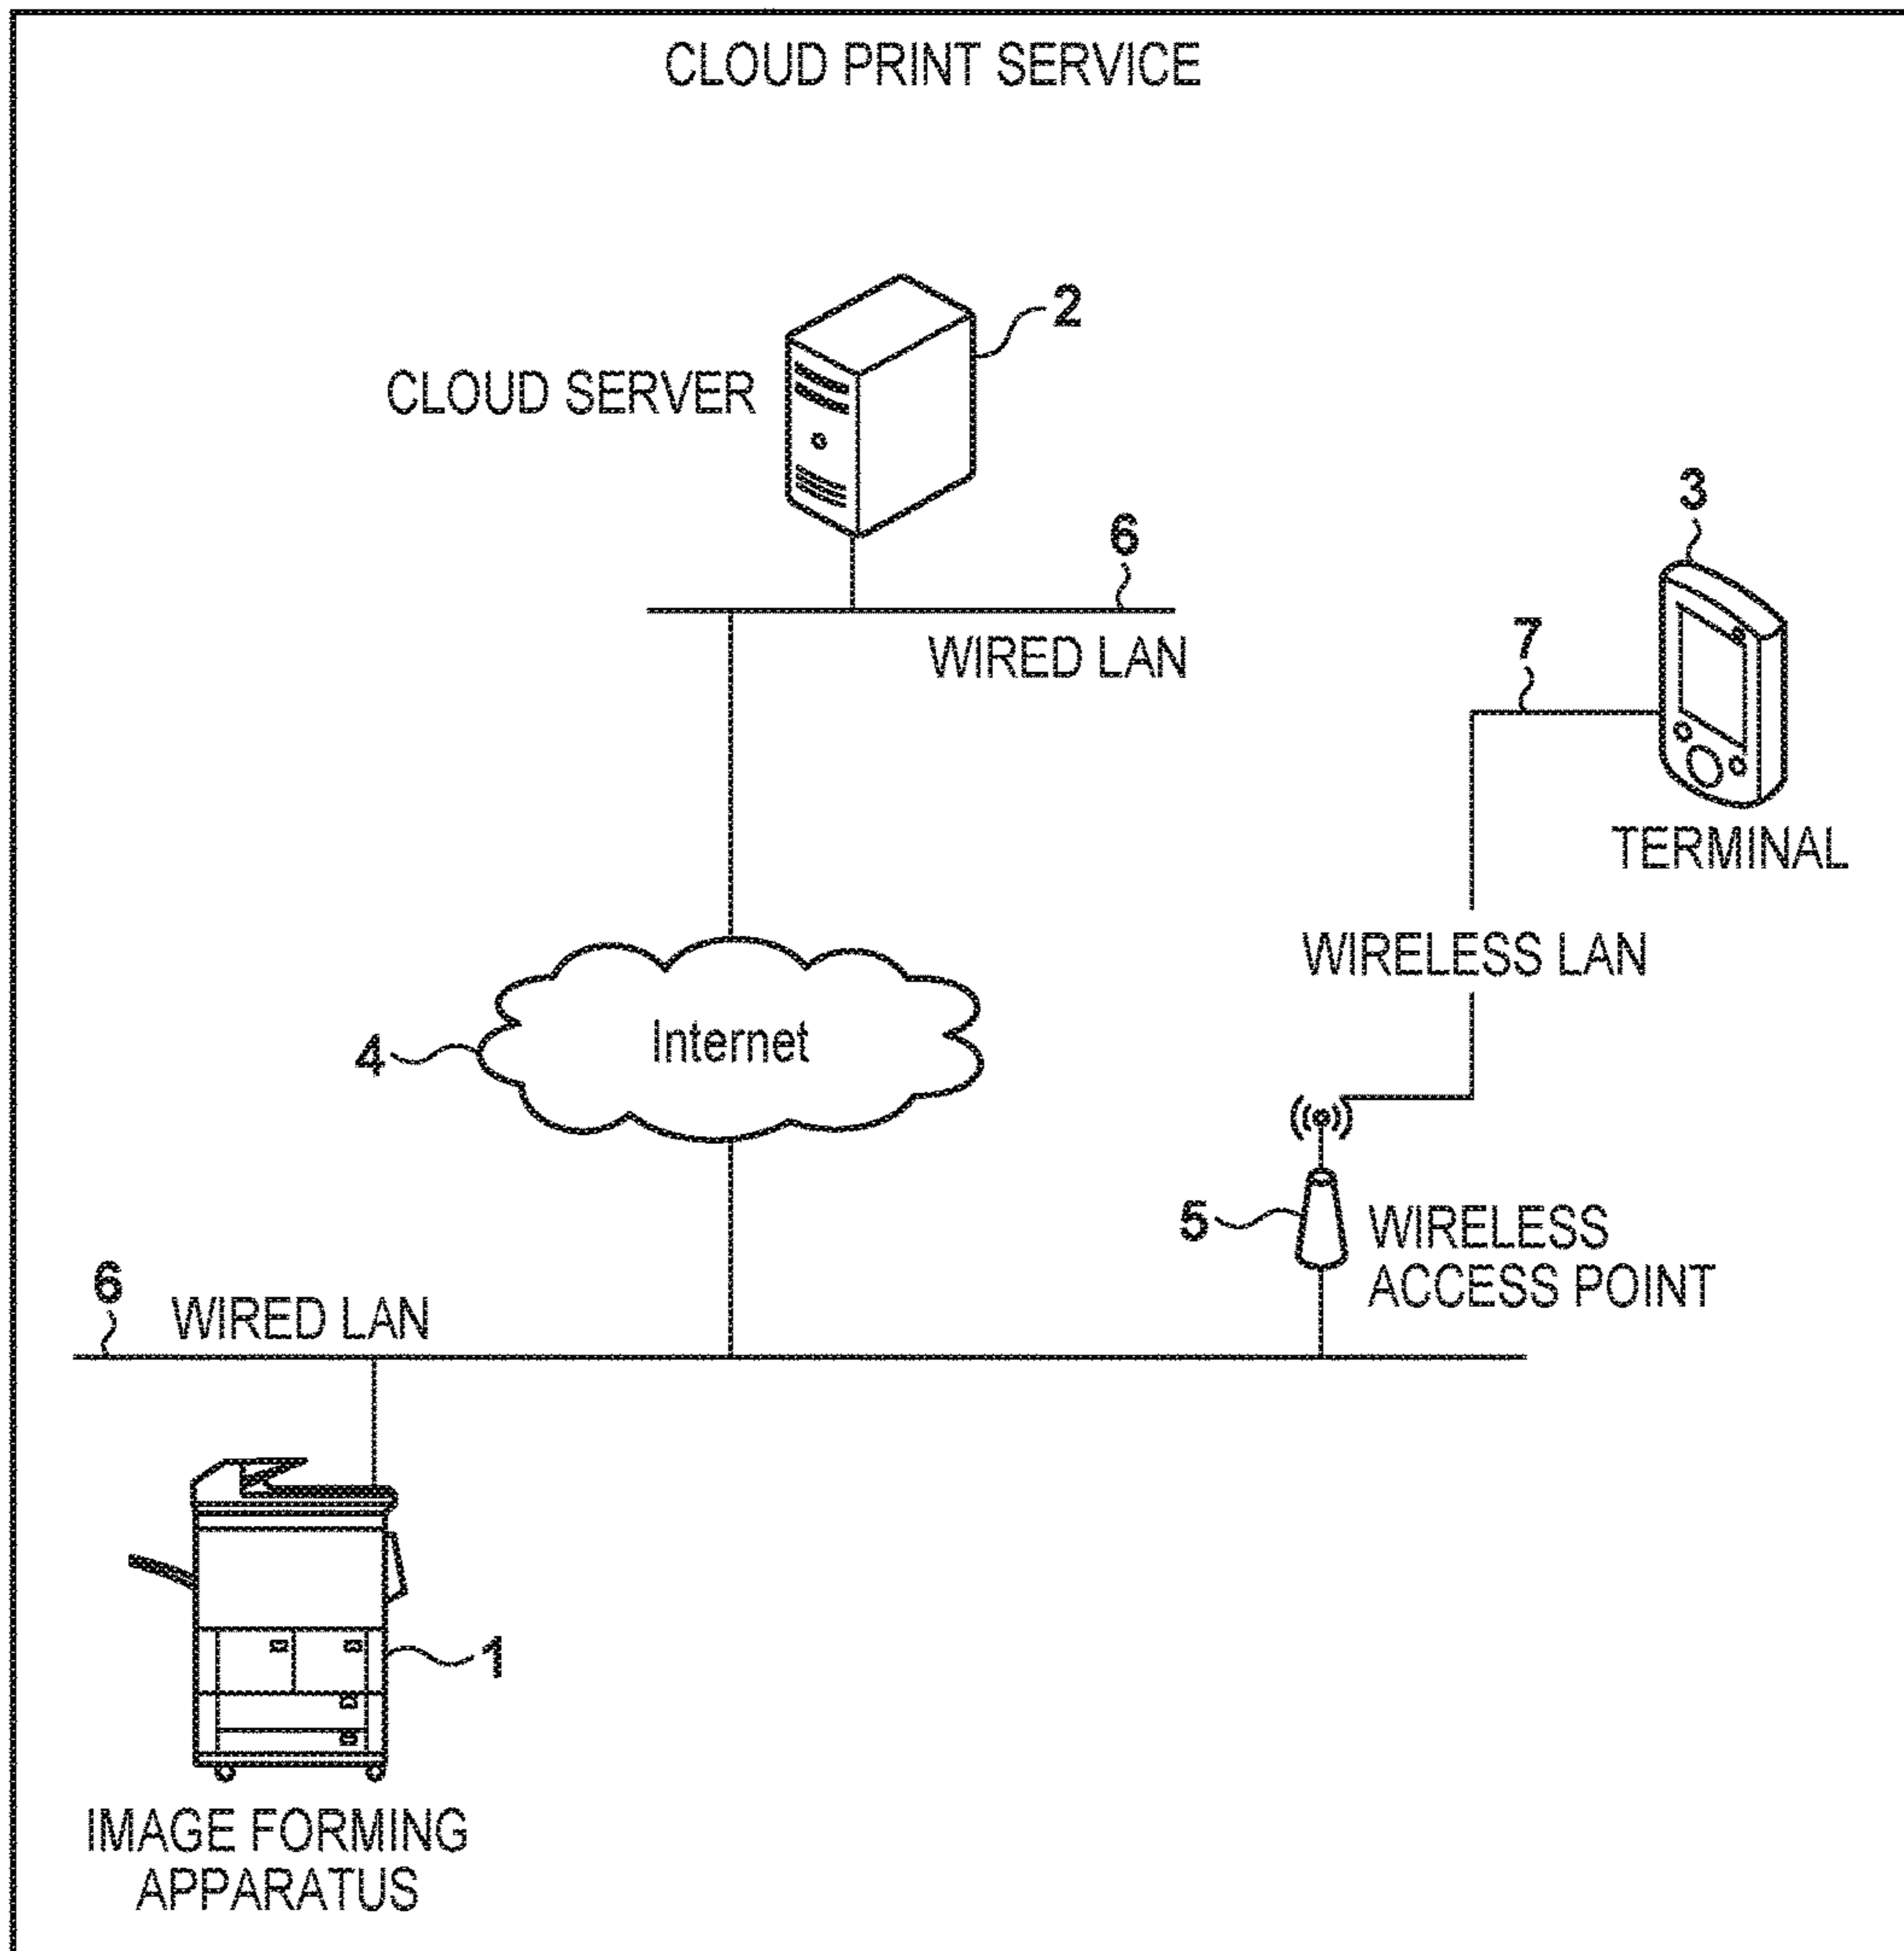 CLOUD PRINT SERVICE
2
CLOUD SERVER
3
6
WIRED LAN
7
TERMINAL
WIRELESS LAN
4
Internet
5
WIRELESS
ACCESS POINT
6
WIRED LAN
1
IMAGE FORMING
APPARATUS